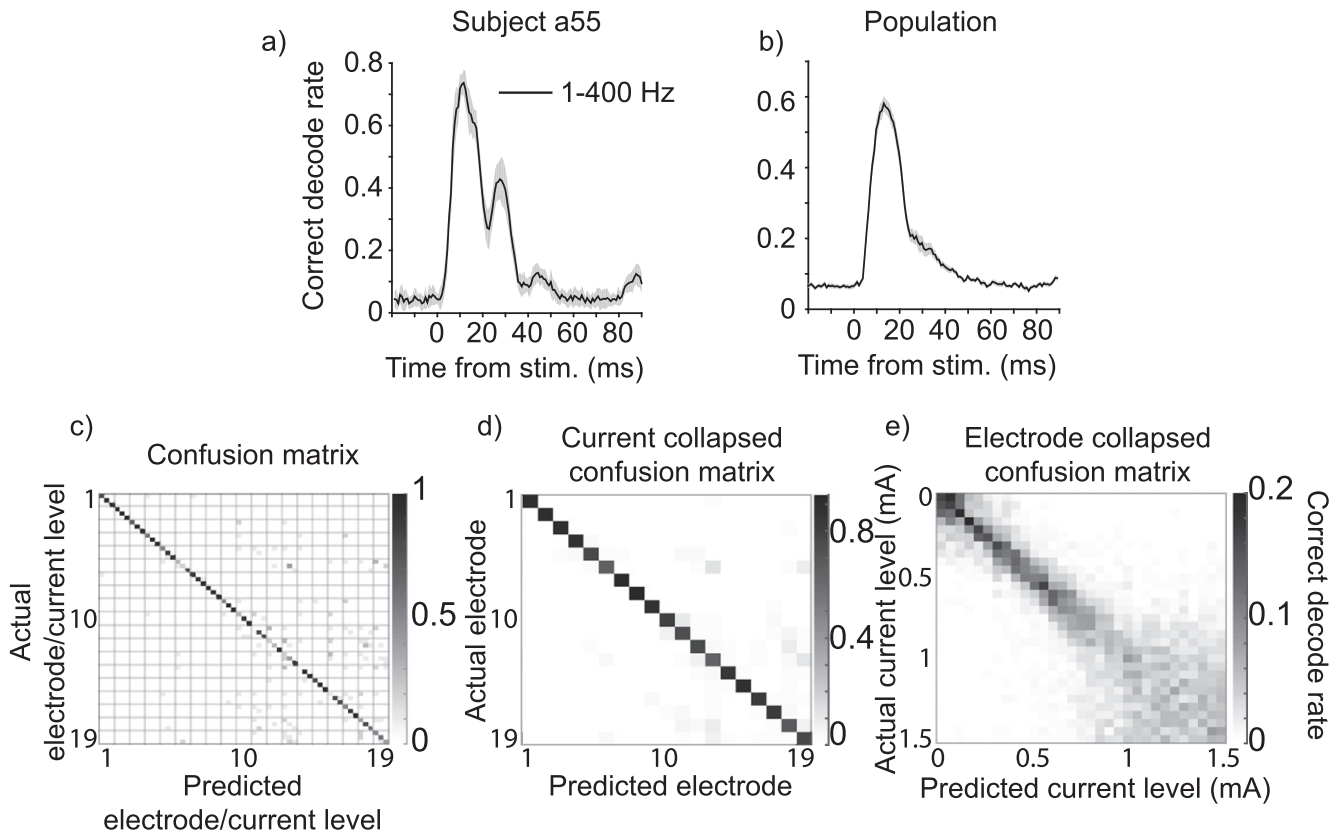 Subject a55
Population
a)
b)
Correct decode rate
0.8
0.6
0.4
0.2
0
1-400 Hz
0 20 40 60 80
Time from stim. (ms)
0.6
0.4
0.2
0
0 20 40 60 80
Time from stim. (ms)
c)
Confusion matrix
Actual
electrode/current level
1
10
19
1 10 19
Predicted
electrode/current level
1
0.5
0
d)
Current collapsed
confusion matrix
Actual electrode
1
10
19
1 10 19
Predicted electrode
0.8
0.4
0
e)
Electrode collapsed
confusion matrix
Actual current level (mA)
0
0.5
1
1.5
0 0.5 1 1.5
Predicted current level (mA)
0.2
0.1
0
Correct decode rate